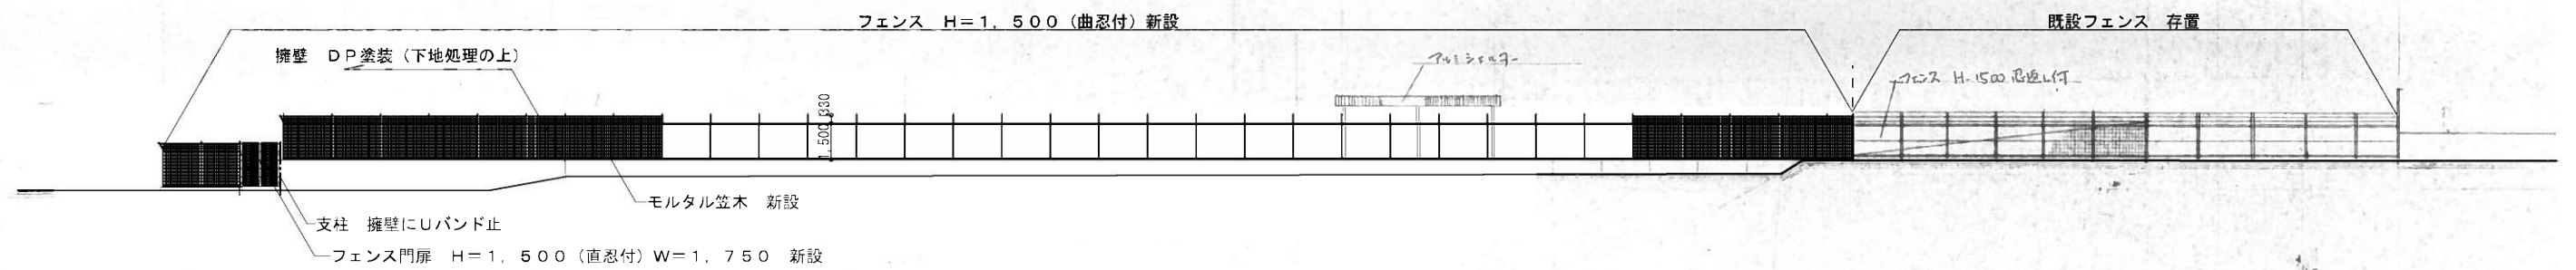 フェンス　Ｈ＝１，５００（曲忍付）新設
既設フェンス　存置
擁壁　ＤＰ塗装（下地処理の上）
アルミシェルター
フェンス H-1500 忍返し付
330
1,500
モルタル笠木　新設
支柱　擁壁にＵバンド止
フェンス門扉　Ｈ＝１，５００（直忍付）Ｗ＝１，７５０　新設